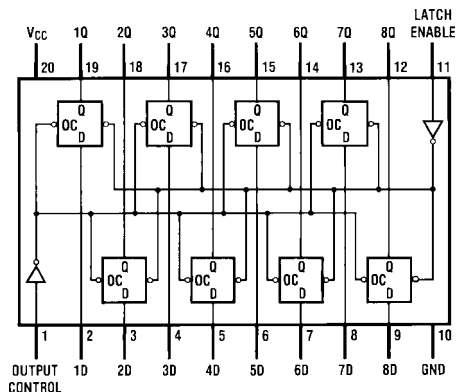 LATCH
VCC 1Q 2Q 3Q 4Q 5Q 6Q 7Q 8Q ENABLE
20 19 18 17 16 15 14 13 12 11
Q Q Q Q
OC OC OC OC
D D D D
Q Q Q Q
OC OC OC OC
D D D D
1 2 3 4 5 6 7 8 9 10
OUTPUT 1D 2D 3D 4D 5D 6D 7D 8D GND
CONTROL